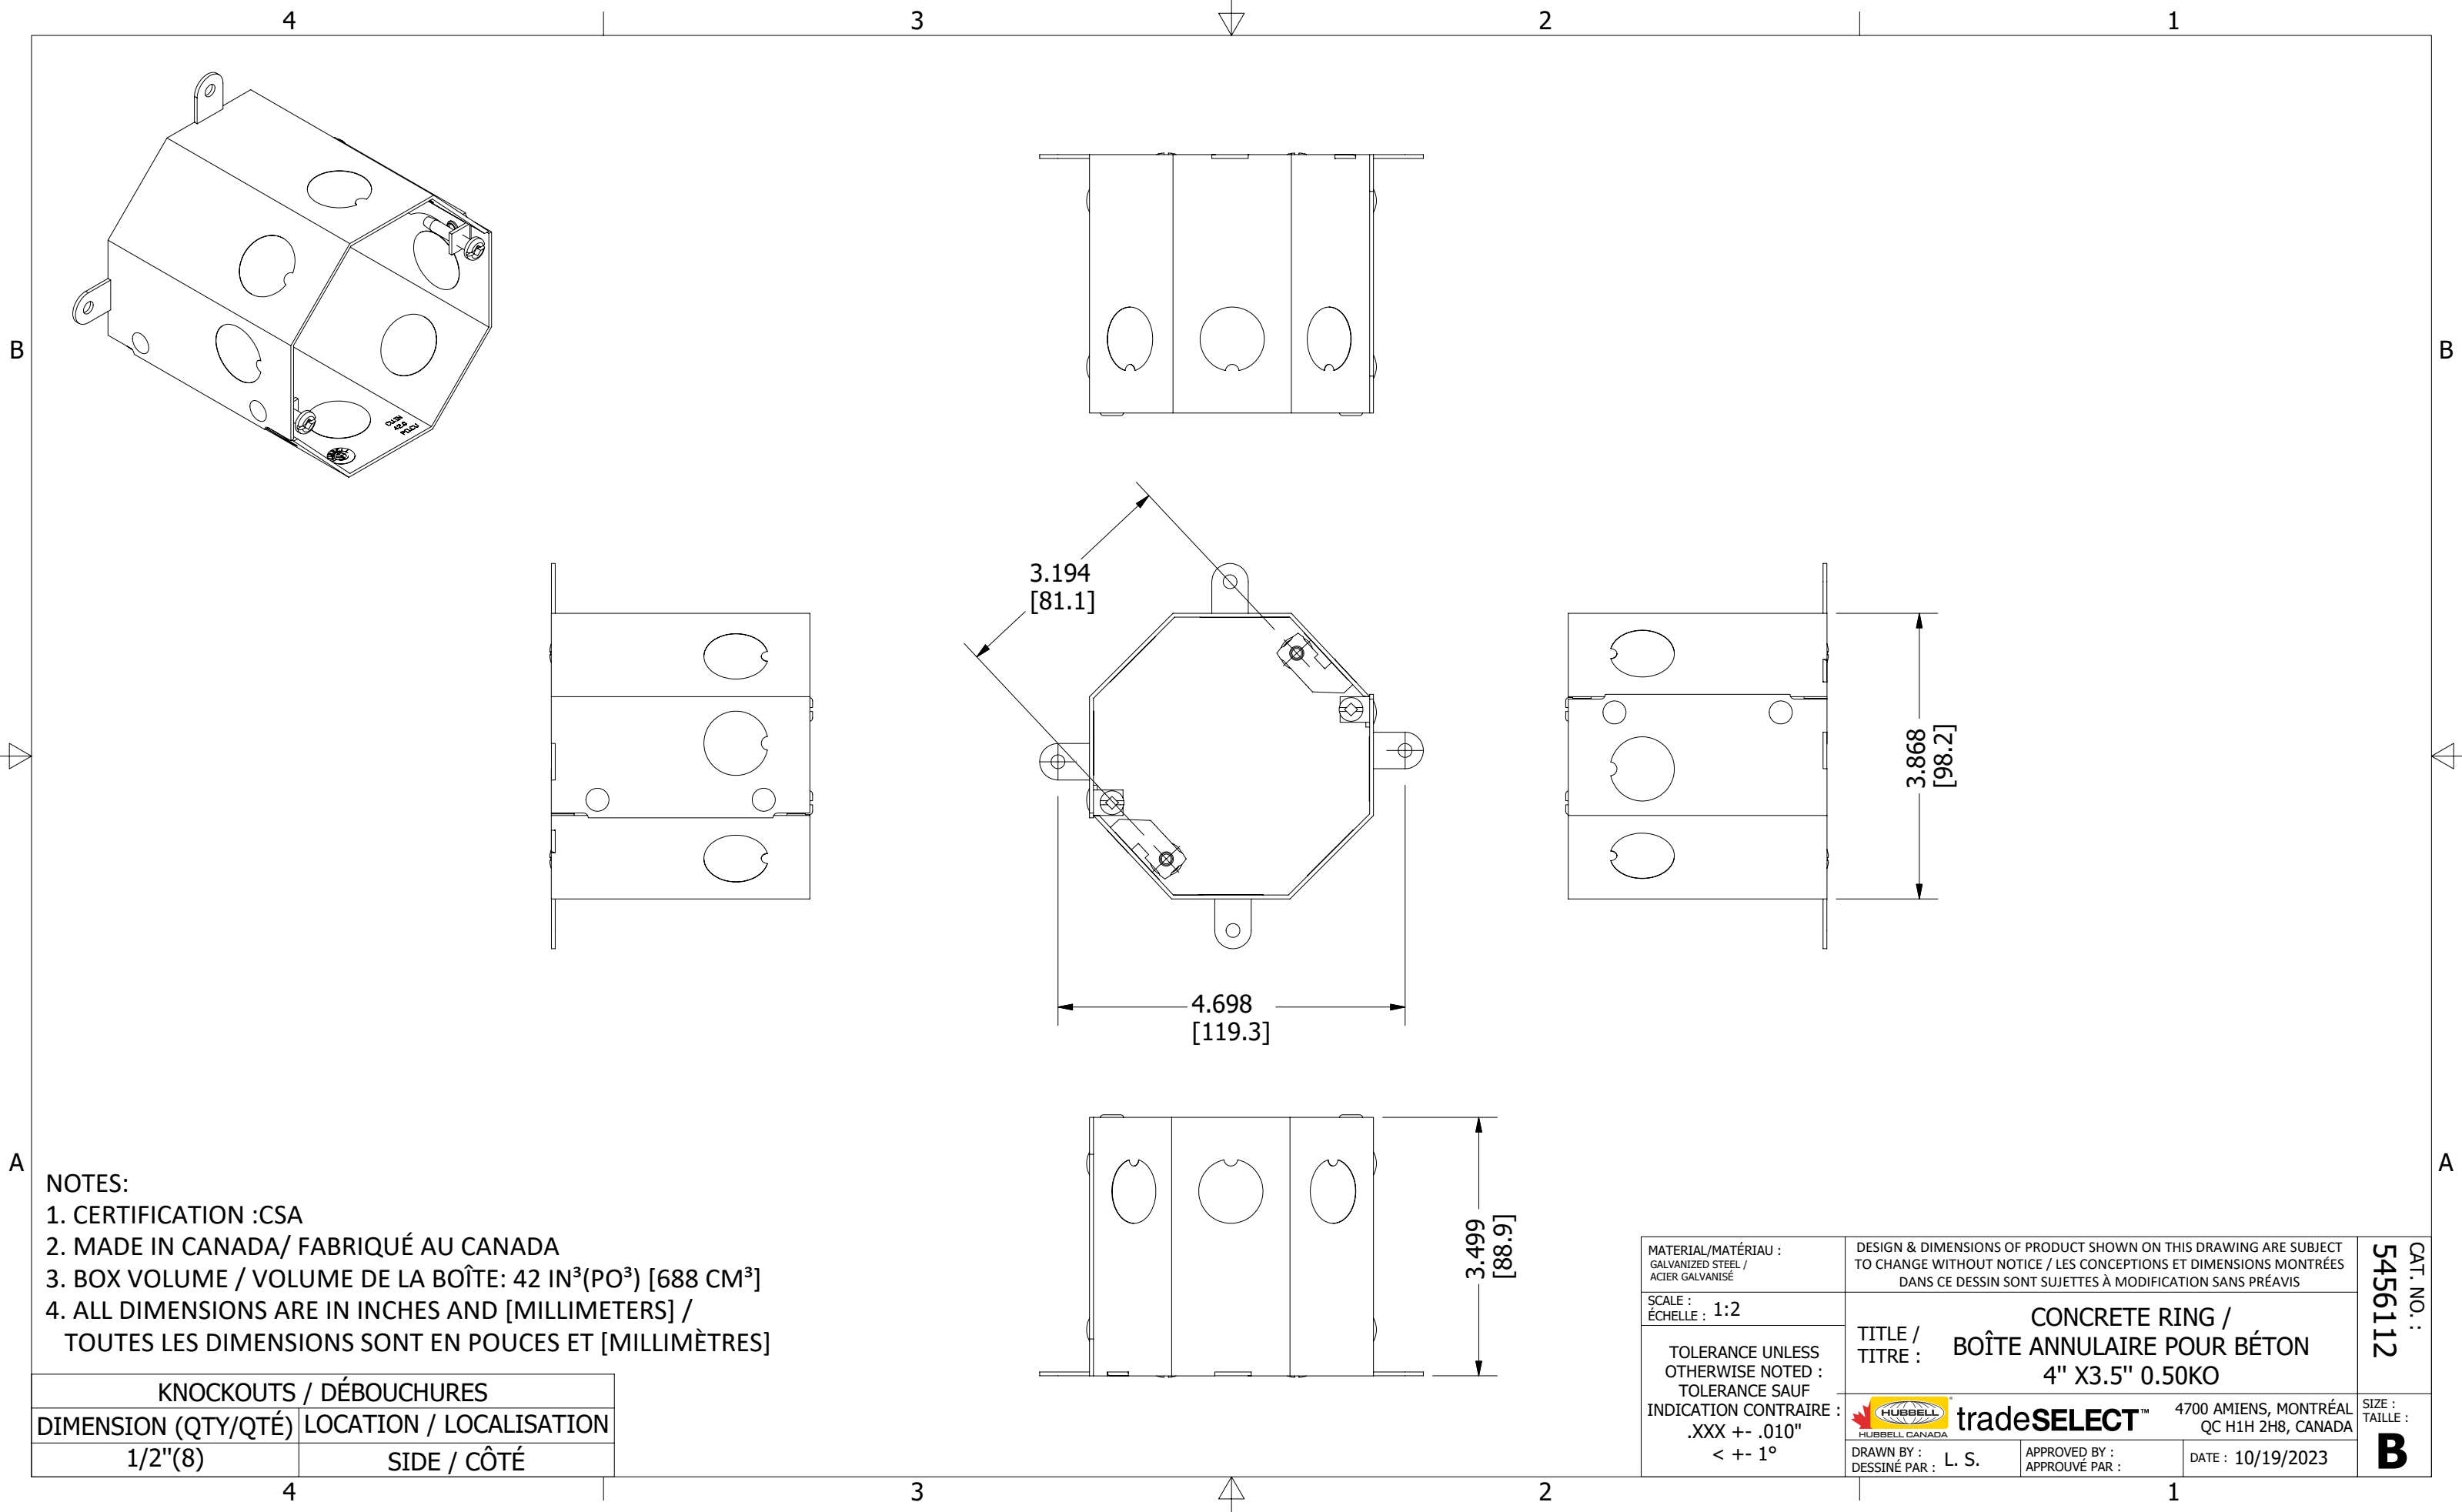 4 3 2 1
B B
3.194
[81.1]
3.868
[98.2]
4.698
[119.3]
3.499
[88.9]
A A
NOTES:
1. CERTIFICATION :CSA
2. MADE IN CANADA/ FABRIQUÉ AU CANADA
3. BOX VOLUME / VOLUME DE LA BOÎTE: 42 IN³(PO³) [688 CM³]
4. ALL DIMENSIONS ARE IN INCHES AND [MILLIMETERS] /
TOUTES LES DIMENSIONS SONT EN POUCES ET [MILLIMÈTRES]
KNOCKOUTS / DÉBOUCHURES
DIMENSION (QTY/QTÉ) LOCATION / LOCALISATION
1/2"(8) SIDE / CÔTÉ
MATERIAL/MATÉRIAU :
GALVANIZED STEEL /
ACIER GALVANISÉ
SCALE :
ÉCHELLE : 1:2
TOLERANCE UNLESS
OTHERWISE NOTED :
TOLERANCE SAUF
INDICATION CONTRAIRE :
.XXX +- .010"
< +- 1°
DESIGN & DIMENSIONS OF PRODUCT SHOWN ON THIS DRAWING ARE SUBJECT
TO CHANGE WITHOUT NOTICE / LES CONCEPTIONS ET DIMENSIONS MONTRÉES
DANS CE DESSIN SONT SUJETTES À MODIFICATION SANS PRÉAVIS
TITLE /
TITRE :
CONCRETE RING /
BOÎTE ANNULAIRE POUR BÉTON
4" X3.5" 0.50KO
HUBBELL
HUBBELL CANADA
tradeSELECT™
4700 AMIENS, MONTRÉAL
QC H1H 2H8, CANADA
DRAWN BY :
DESSINÉ PAR : L. S.
APPROVED BY :
APPROUVÉ PAR :
DATE : 10/19/2023
CAT. NO. :
5456112
SIZE :
TAILLE :
B
4 3 2 1